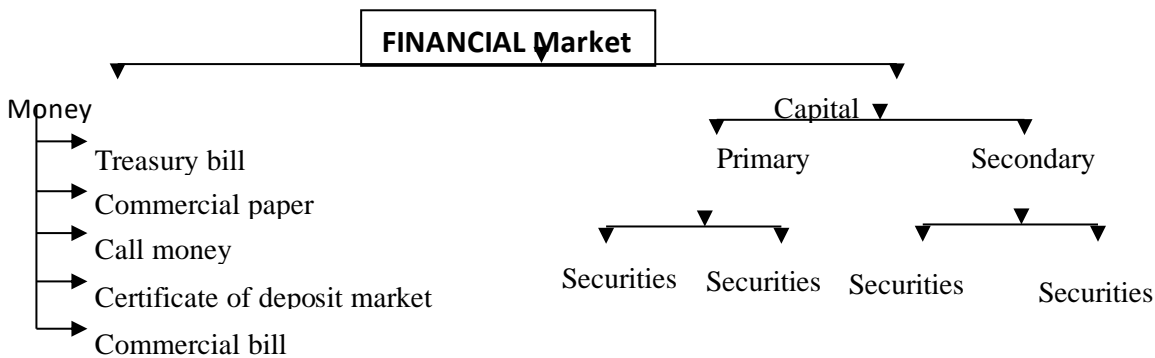 FINANCIAL Market
Money
Capital
Primary
Secondary
Treasury bill
Commercial paper
Call money
Certificate of deposit market
Commercial bill
Securities
Securities
Securities
Securities